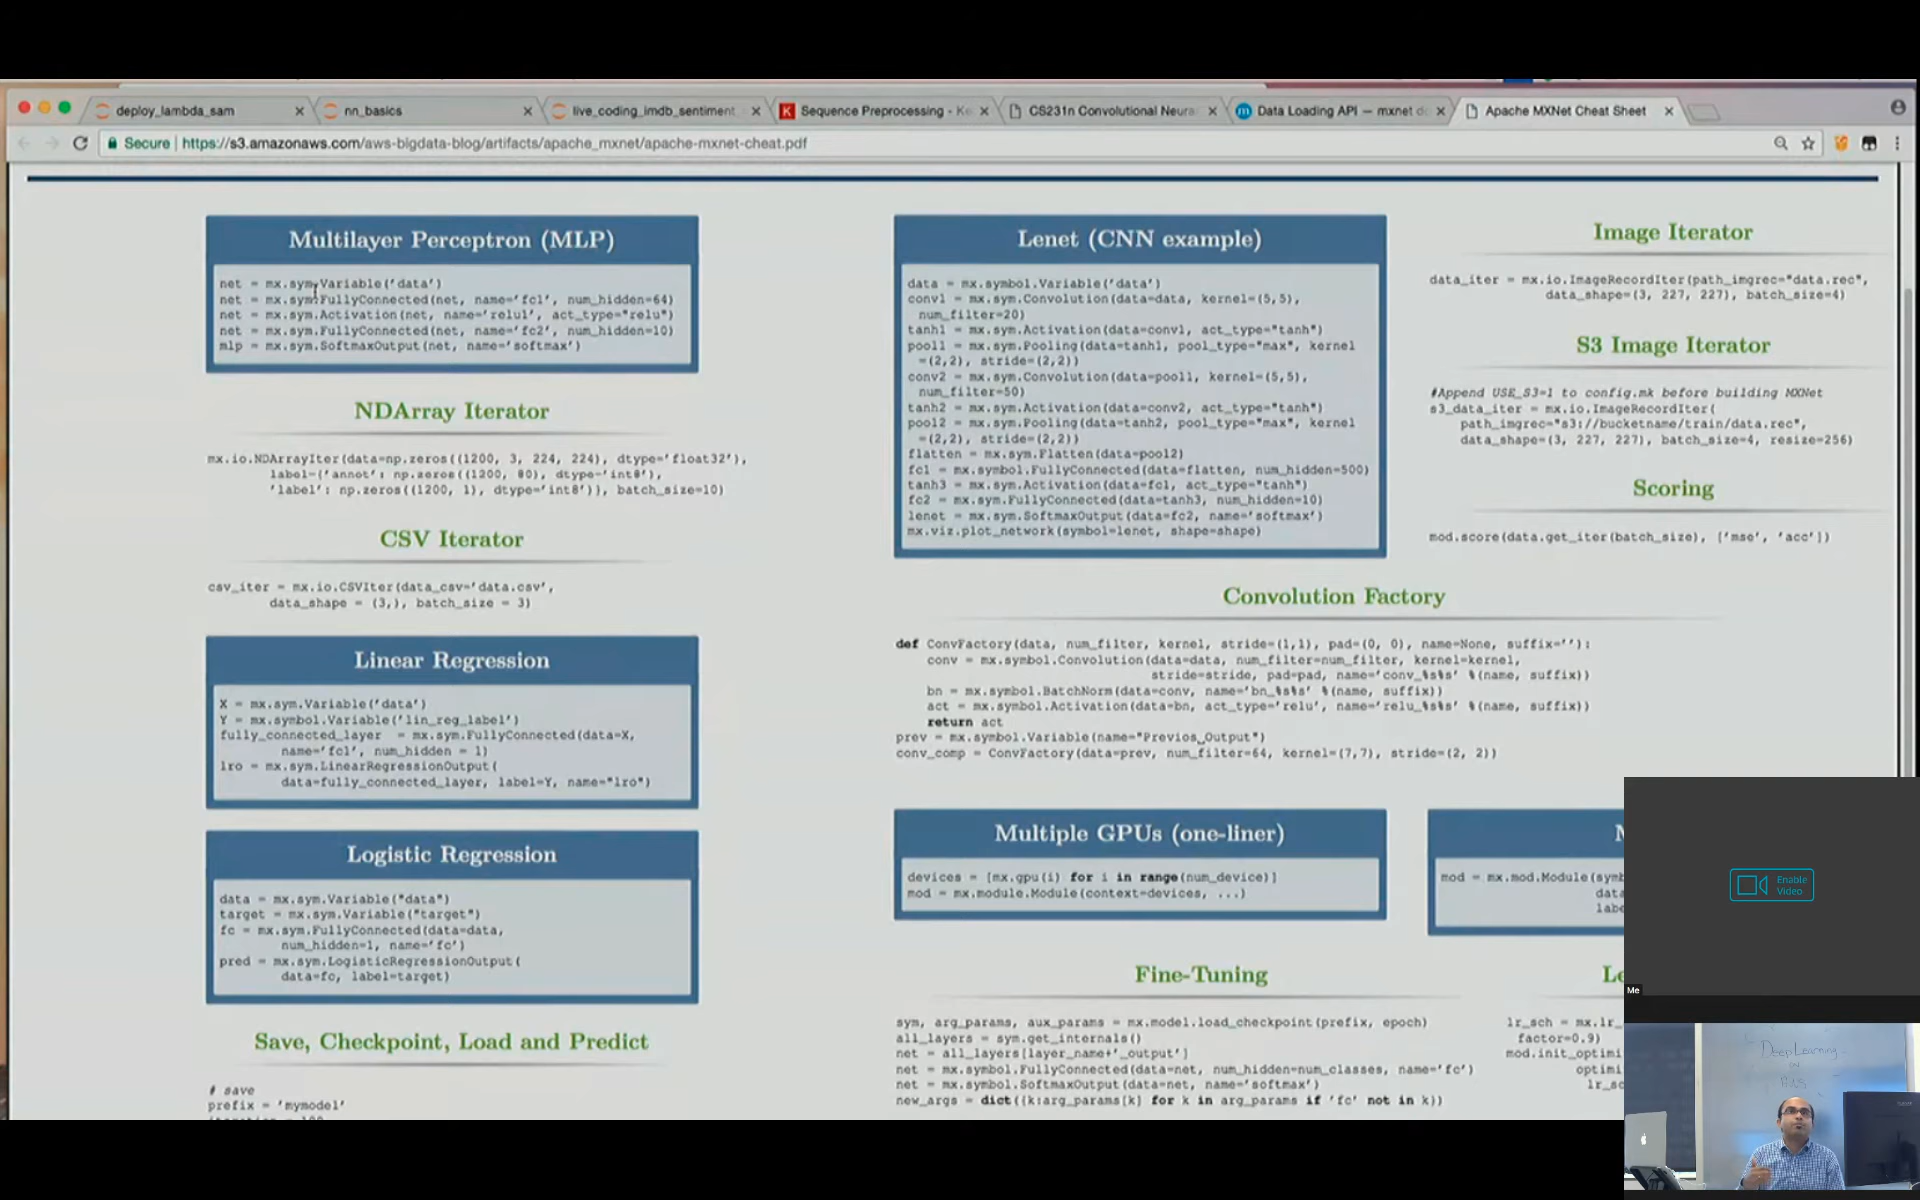 deploy_lambda_sam
nn_basics
live_coding_imdb_sentiment
Sequence Preprocessing - Ke
CS231n Convolutional Neura
Data Loading API — mxnet do
Apache MXNet Cheat Sheet
Secure | https://s3.amazonaws.com/aws-bigdata-blog/artifacts/apache_mxnet/apache-mxnet-cheat.pdf
Multilayer Perceptron (MLP)
net = mx.sym.Variable('data')
net = mx.sym.FullyConnected(net, name='fc1', num_hidden=64)
net = mx.sym.Activation(net, name='relu1', act_type="relu")
net = mx.sym.FullyConnected(net, name='fc2', num_hidden=10)
mlp = mx.sym.SoftmaxOutput(net, name='softmax')
NDArray Iterator
mx.io.NDArrayIter(data=np.zeros((1200, 3, 224, 224), dtype='float32'),
label={'annot': np.zeros((1200, 80), dtype='int8'),
'label': np.zeros((1200, 1), dtype='int8')}, batch_size=10)
CSV Iterator
csv_iter = mx.io.CSVIter(data_csv='data.csv',
data_shape = (3,), batch_size = 3)
Linear Regression
X = mx.sym.Variable('data')
Y = mx.symbol.Variable('lin_reg_label')
fully_connected_layer = mx.sym.FullyConnected(data=X,
name='fc1', num_hidden = 1)
lro = mx.sym.LinearRegressionOutput(
data=fully_connected_layer, label=Y, name="lro")
Logistic Regression
data = mx.sym.Variable("data")
target = mx.sym.Variable("target")
fc = mx.sym.FullyConnected(data=data,
num_hidden=1, name='fc')
pred = mx.sym.LogisticRegressionOutput(
data=fc, label=target)
Save, Checkpoint, Load and Predict
# save
prefix = 'mymodel'
Lenet (CNN example)
data = mx.symbol.Variable('data')
conv1 = mx.sym.Convolution(data=data, kernel=(5,5),
num_filter=20)
tanh1 = mx.sym.Activation(data=conv1, act_type="tanh")
pool1 = mx.sym.Pooling(data=tanh1, pool_type="max", kernel
=(2,2), stride=(2,2))
conv2 = mx.sym.Convolution(data=pool1, kernel=(5,5),
num_filter=50)
tanh2 = mx.sym.Activation(data=conv2, act_type="tanh")
pool2 = mx.sym.Pooling(data=tanh2, pool_type="max", kernel
=(2,2), stride=(2,2))
flatten = mx.sym.Flatten(data=pool2)
fc1 = mx.symbol.FullyConnected(data=flatten, num_hidden=500)
tanh3 = mx.sym.Activation(data=fc1, act_type="tanh")
fc2 = mx.sym.FullyConnected(data=tanh3, num_hidden=10)
lenet = mx.sym.SoftmaxOutput(data=fc2, name='softmax')
mx.viz.plot_network(symbol=lenet, shape=shape)
Image Iterator
data_iter = mx.io.ImageRecordIter(path_imgrec="data.rec",
data_shape=(3, 227, 227), batch_size=4)
S3 Image Iterator
#Append USE_S3=1 to config.mk before building MXNet
s3_data_iter = mx.io.ImageRecordIter(
path_imgrec="s3://bucketname/train/data.rec",
data_shape=(3, 227, 227), batch_size=4, resize=256)
Scoring
mod.score(data.get_iter(batch_size), ['mse', 'acc'])
Convolution Factory
def ConvFactory(data, num_filter, kernel, stride=(1,1), pad=(0, 0), name=None, suffix=''):
conv = mx.symbol.Convolution(data=data, num_filter=num_filter, kernel=kernel,
stride=stride, pad=pad, name='conv_%s%s' %(name, suffix))
bn = mx.symbol.BatchNorm(data=conv, name='bn_%s%s' %(name, suffix))
act = mx.symbol.Activation(data=bn, act_type='relu', name='relu_%s%s' %(name, suffix))
return act
prev = mx.symbol.Variable(name="Previos_Output")
conv_comp = ConvFactory(data=prev, num_filter=64, kernel=(7,7), stride=(2, 2))
Multiple GPUs (one-liner)
devices = [mx.gpu(i) for i in range(num_device)]
mod = mx.module.Module(context=devices, ...)
mod = mx.mod.Module(symb
data
labe
Fine-Tuning
sym, arg_params, aux_params = mx.model.load_checkpoint(prefix, epoch)
all_layers = sym.get_internals()
net = all_layers[layer_name+'_output']
net = mx.symbol.FullyConnected(data=net, num_hidden=num_classes, name='fc')
net = mx.symbol.SoftmaxOutput(data=net, name='softmax')
new_args = dict({k:arg_params[k] for k in arg_params if 'fc' not in k})
Le
lr_sch = mx.lr_
factor=0.9)
mod.init_optimi
optimi
lr_sc
Enable
Video
Me
Deep Learning
on
AWS